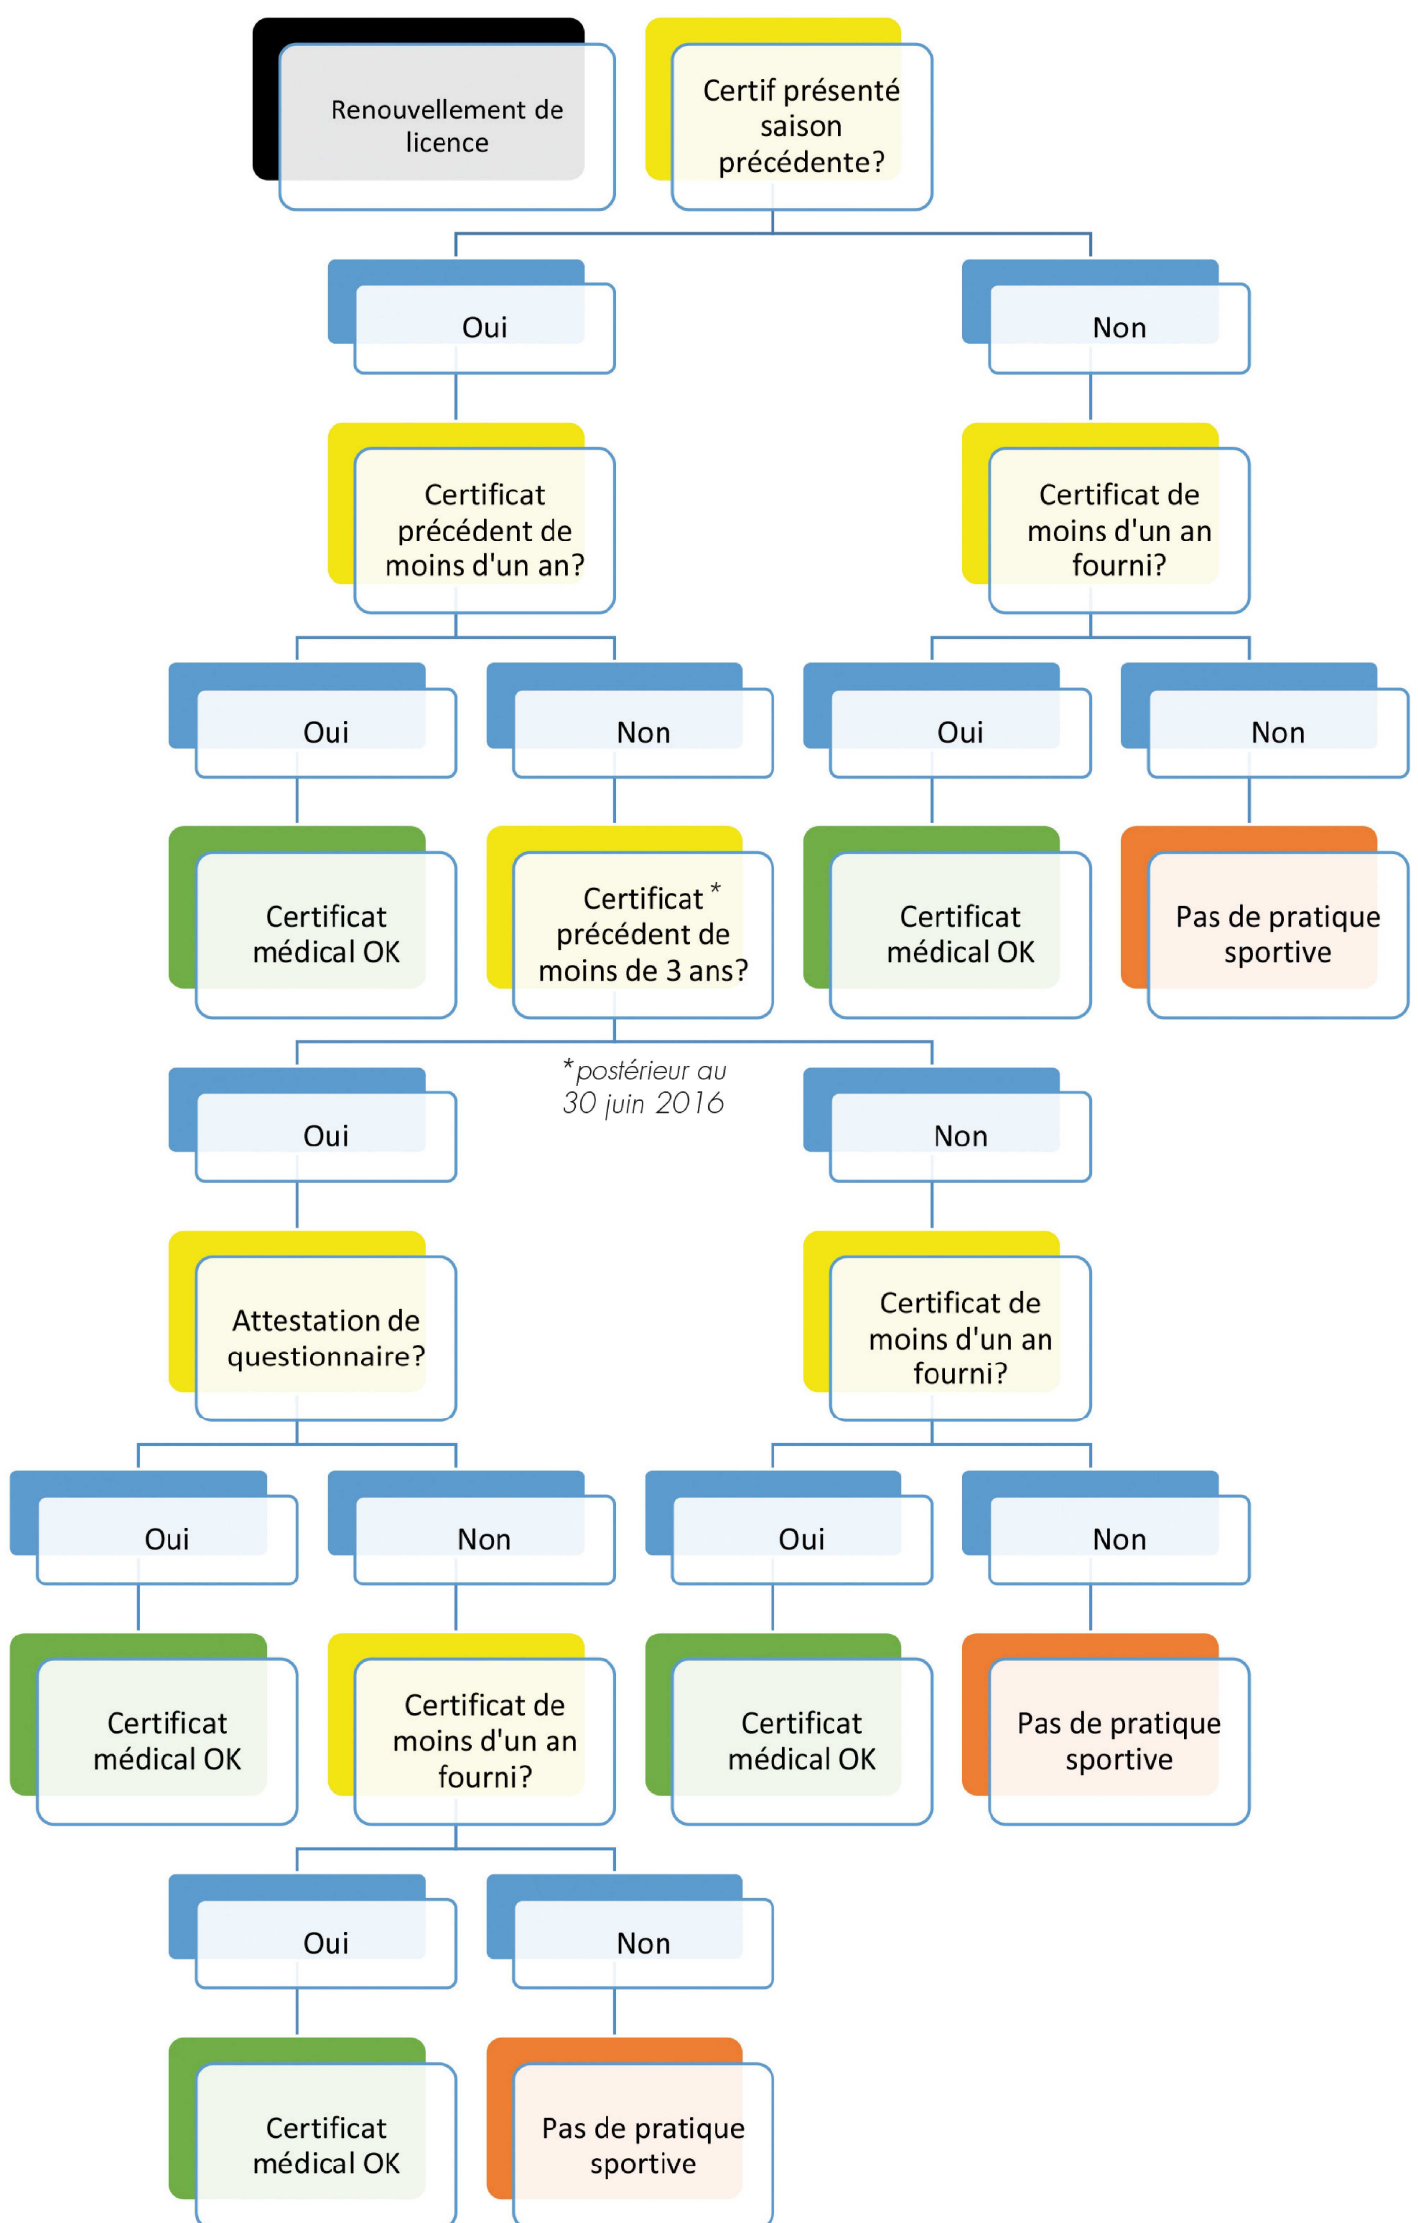 Renouvellement de
licence
Certif présenté
saison
précédente?
Oui
Non
Certificat
précédent de
moins d'un an?
Certificat de
moins d'un an
fourni?
Oui
Non
Oui
Non
Certificat
médical OK
Certificat *
précédent de
moins de 3 ans?
Certificat
médical OK
Pas de pratique
sportive
*postérieur au
30 juin 2016
Oui
Non
Attestation de
questionnaire?
Certificat de
moins d'un an
fourni?
Oui
Non
Oui
Non
Certificat
médical OK
Certificat de
moins d'un an
fourni?
Certificat
médical OK
Pas de pratique
sportive
Oui
Non
Certificat
médical OK
Pas de pratique
sportive